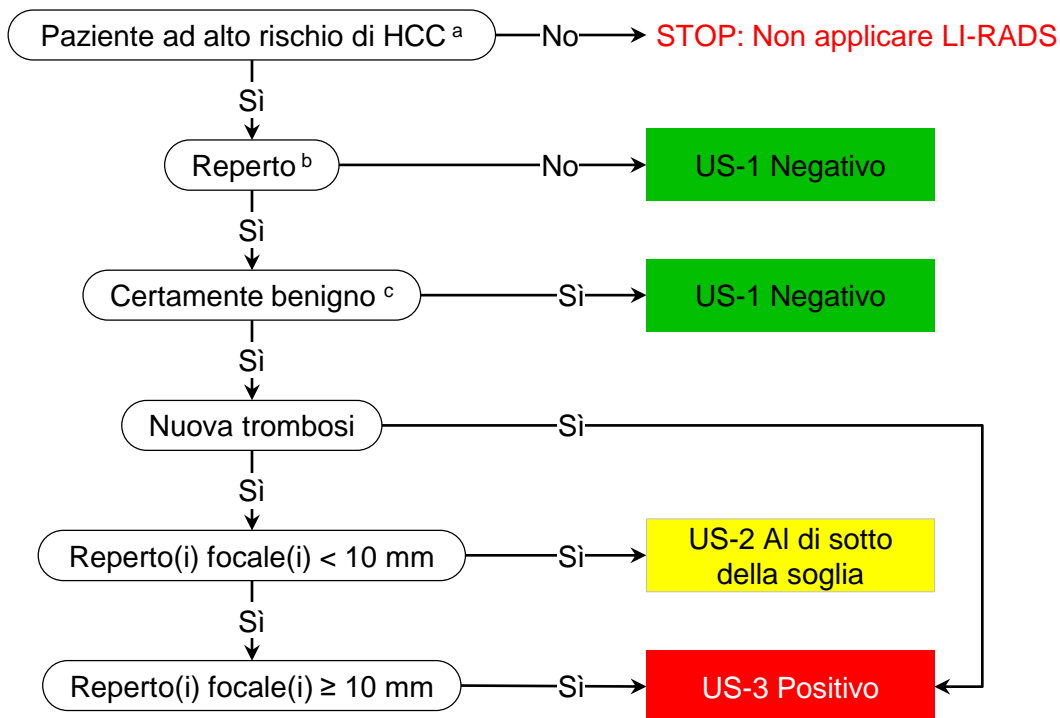 Paziente ad alto rischio di HCC a
No
STOP: Non applicare LI-RADS
Sì
Reperto b
No
US-1 Negativo
Sì
Certamente benigno c
Sì
US-1 Negativo
Sì
Nuova trombosi
Sì
Sì
Reperto(i) focale(i) < 10 mm
Sì
US-2 Al di sotto
della soglia
Sì
Reperto(i) focale(i) ≥ 10 mm
Sì
US-3 Positivo